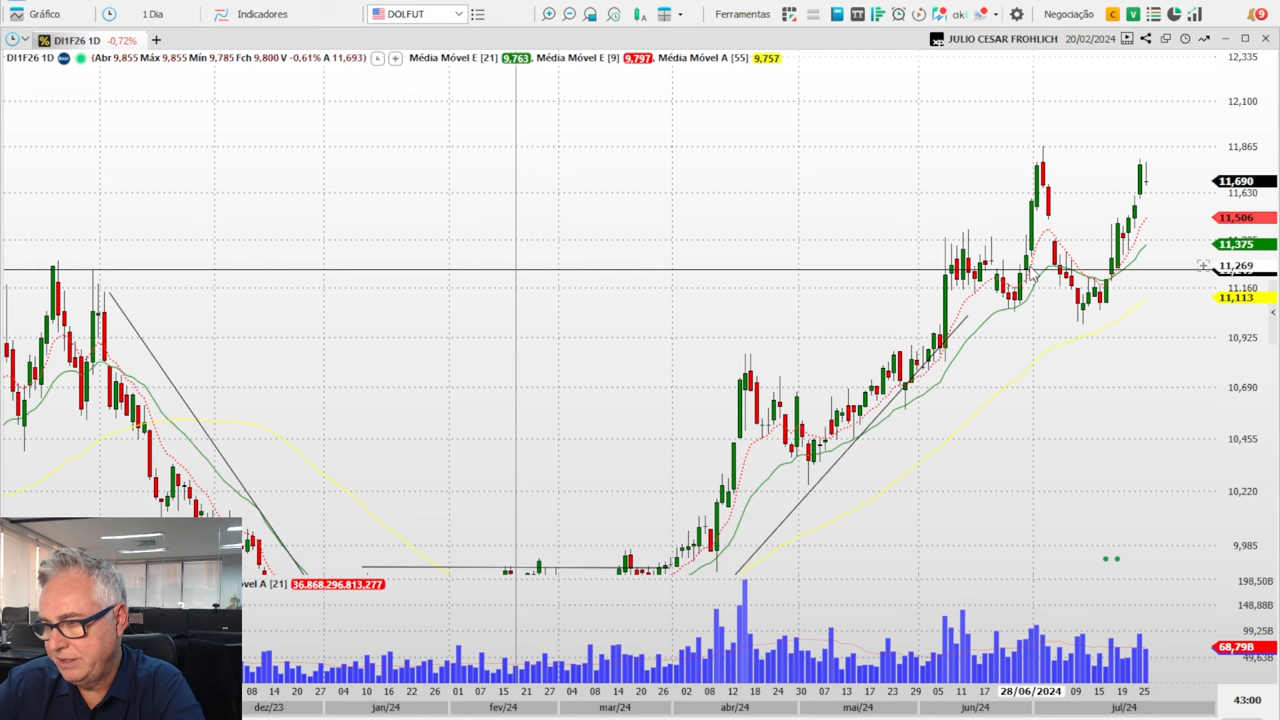 Gráfico 1 Dia Indicadores DOLFUT Ferramentas Negociação C V 9
DI1F26 1D -0,72% + xp JULIO CESAR FROHLICH 20/02/2024
DI1F26 1D (Abr 9,855 Máx 9,855 Mín 9,785 Fch 9,800 V -0,61% A 11,693) Média Móvel E [21] 9,763, Média Móvel E [9] 9,797, Média Móvel A [55] 9,757
12,335
12,100
11,865
11,690
11,630
11,506
11,375
11,269
11,160
11,113
10,925
10,690
10,455
10,220
9,985
vel A [21] 36.868.296.813,277
198,50B
148,88B
99,25B
68,79B
49,63B
08 14 20 27 04 10 16 22 26 01 07 15 21 27 04 08 14 20 26 02 08 12 18 24 30 07 13 17 23 29 05 11 17 28/06/2024 09 15 19 25
dez/23 jan/24 fev/24 mar/24 abr/24 mai/24 jun/24 jul/24
43:00